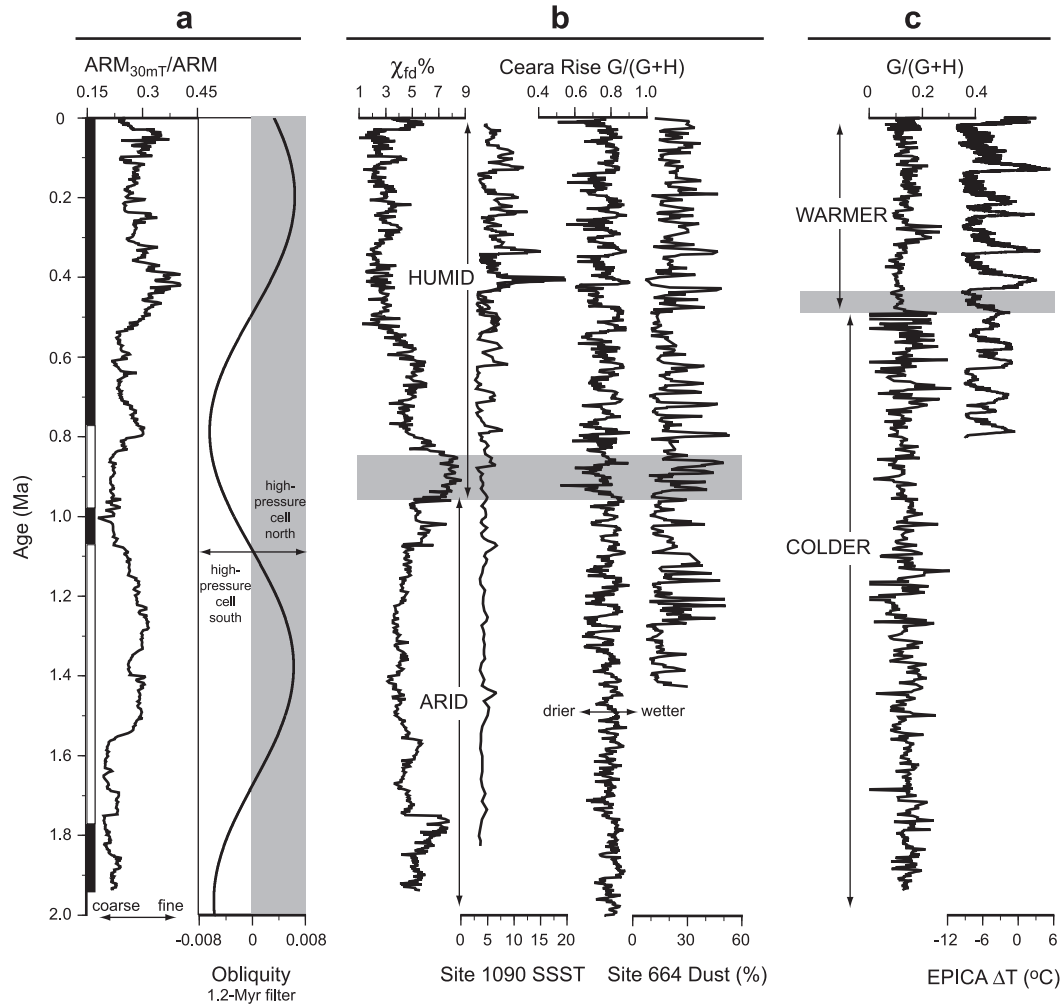 a
b
c
ARM30mT/ARM
0.15 0.3 0.45
χfd%
1 3 5 7 9
Ceara Rise G/(G+H)
0.4 0.6 0.8 1.0
G/(G+H)
0 0.2 0.4
Age (Ma)
0
0.2
0.4
0.6
0.8
1.0
1.2
1.4
1.6
1.8
2.0
high-
pressure
cell
north
high-
pressure
cell
south
coarse fine
HUMID
ARID
drier wetter
WARMER
COLDER
-0.008 0 0.008
Obliquity
1.2-Myr filter
0 5 10 15 20
Site 1090 SSST
0 30 60
Site 664 Dust (%)
-12 -6 0 6
EPICA ΔT (oC)